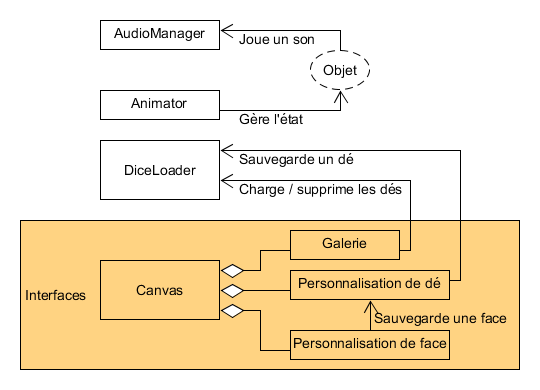 AudioManager
Joue un son
Objet
Animator
Gère l'état
Sauvegarde un dé
DiceLoader
Charge / supprime les dés
Galerie
Personnalisation de dé
Interfaces
Canvas
Sauvegarde une face
Personnalisation de face